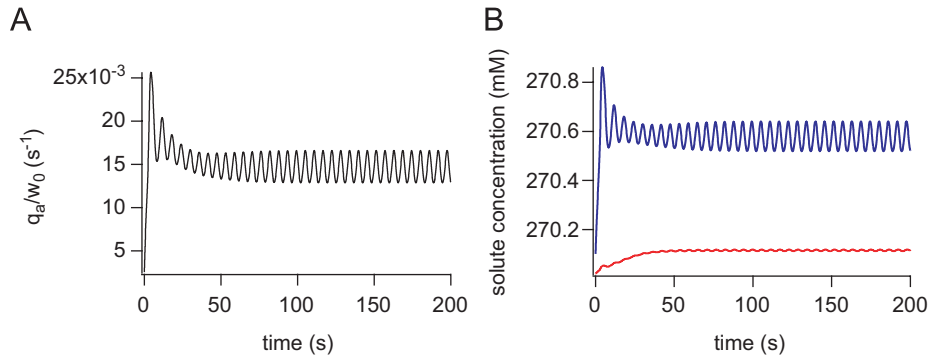 A
25x10⁻³
20
15
10
5
qₐ/w₀ (s⁻¹)
0
50
100
150
200
time (s)
B
270.8
270.6
270.4
270.2
solute concentration (mM)
0
50
100
150
200
time (s)